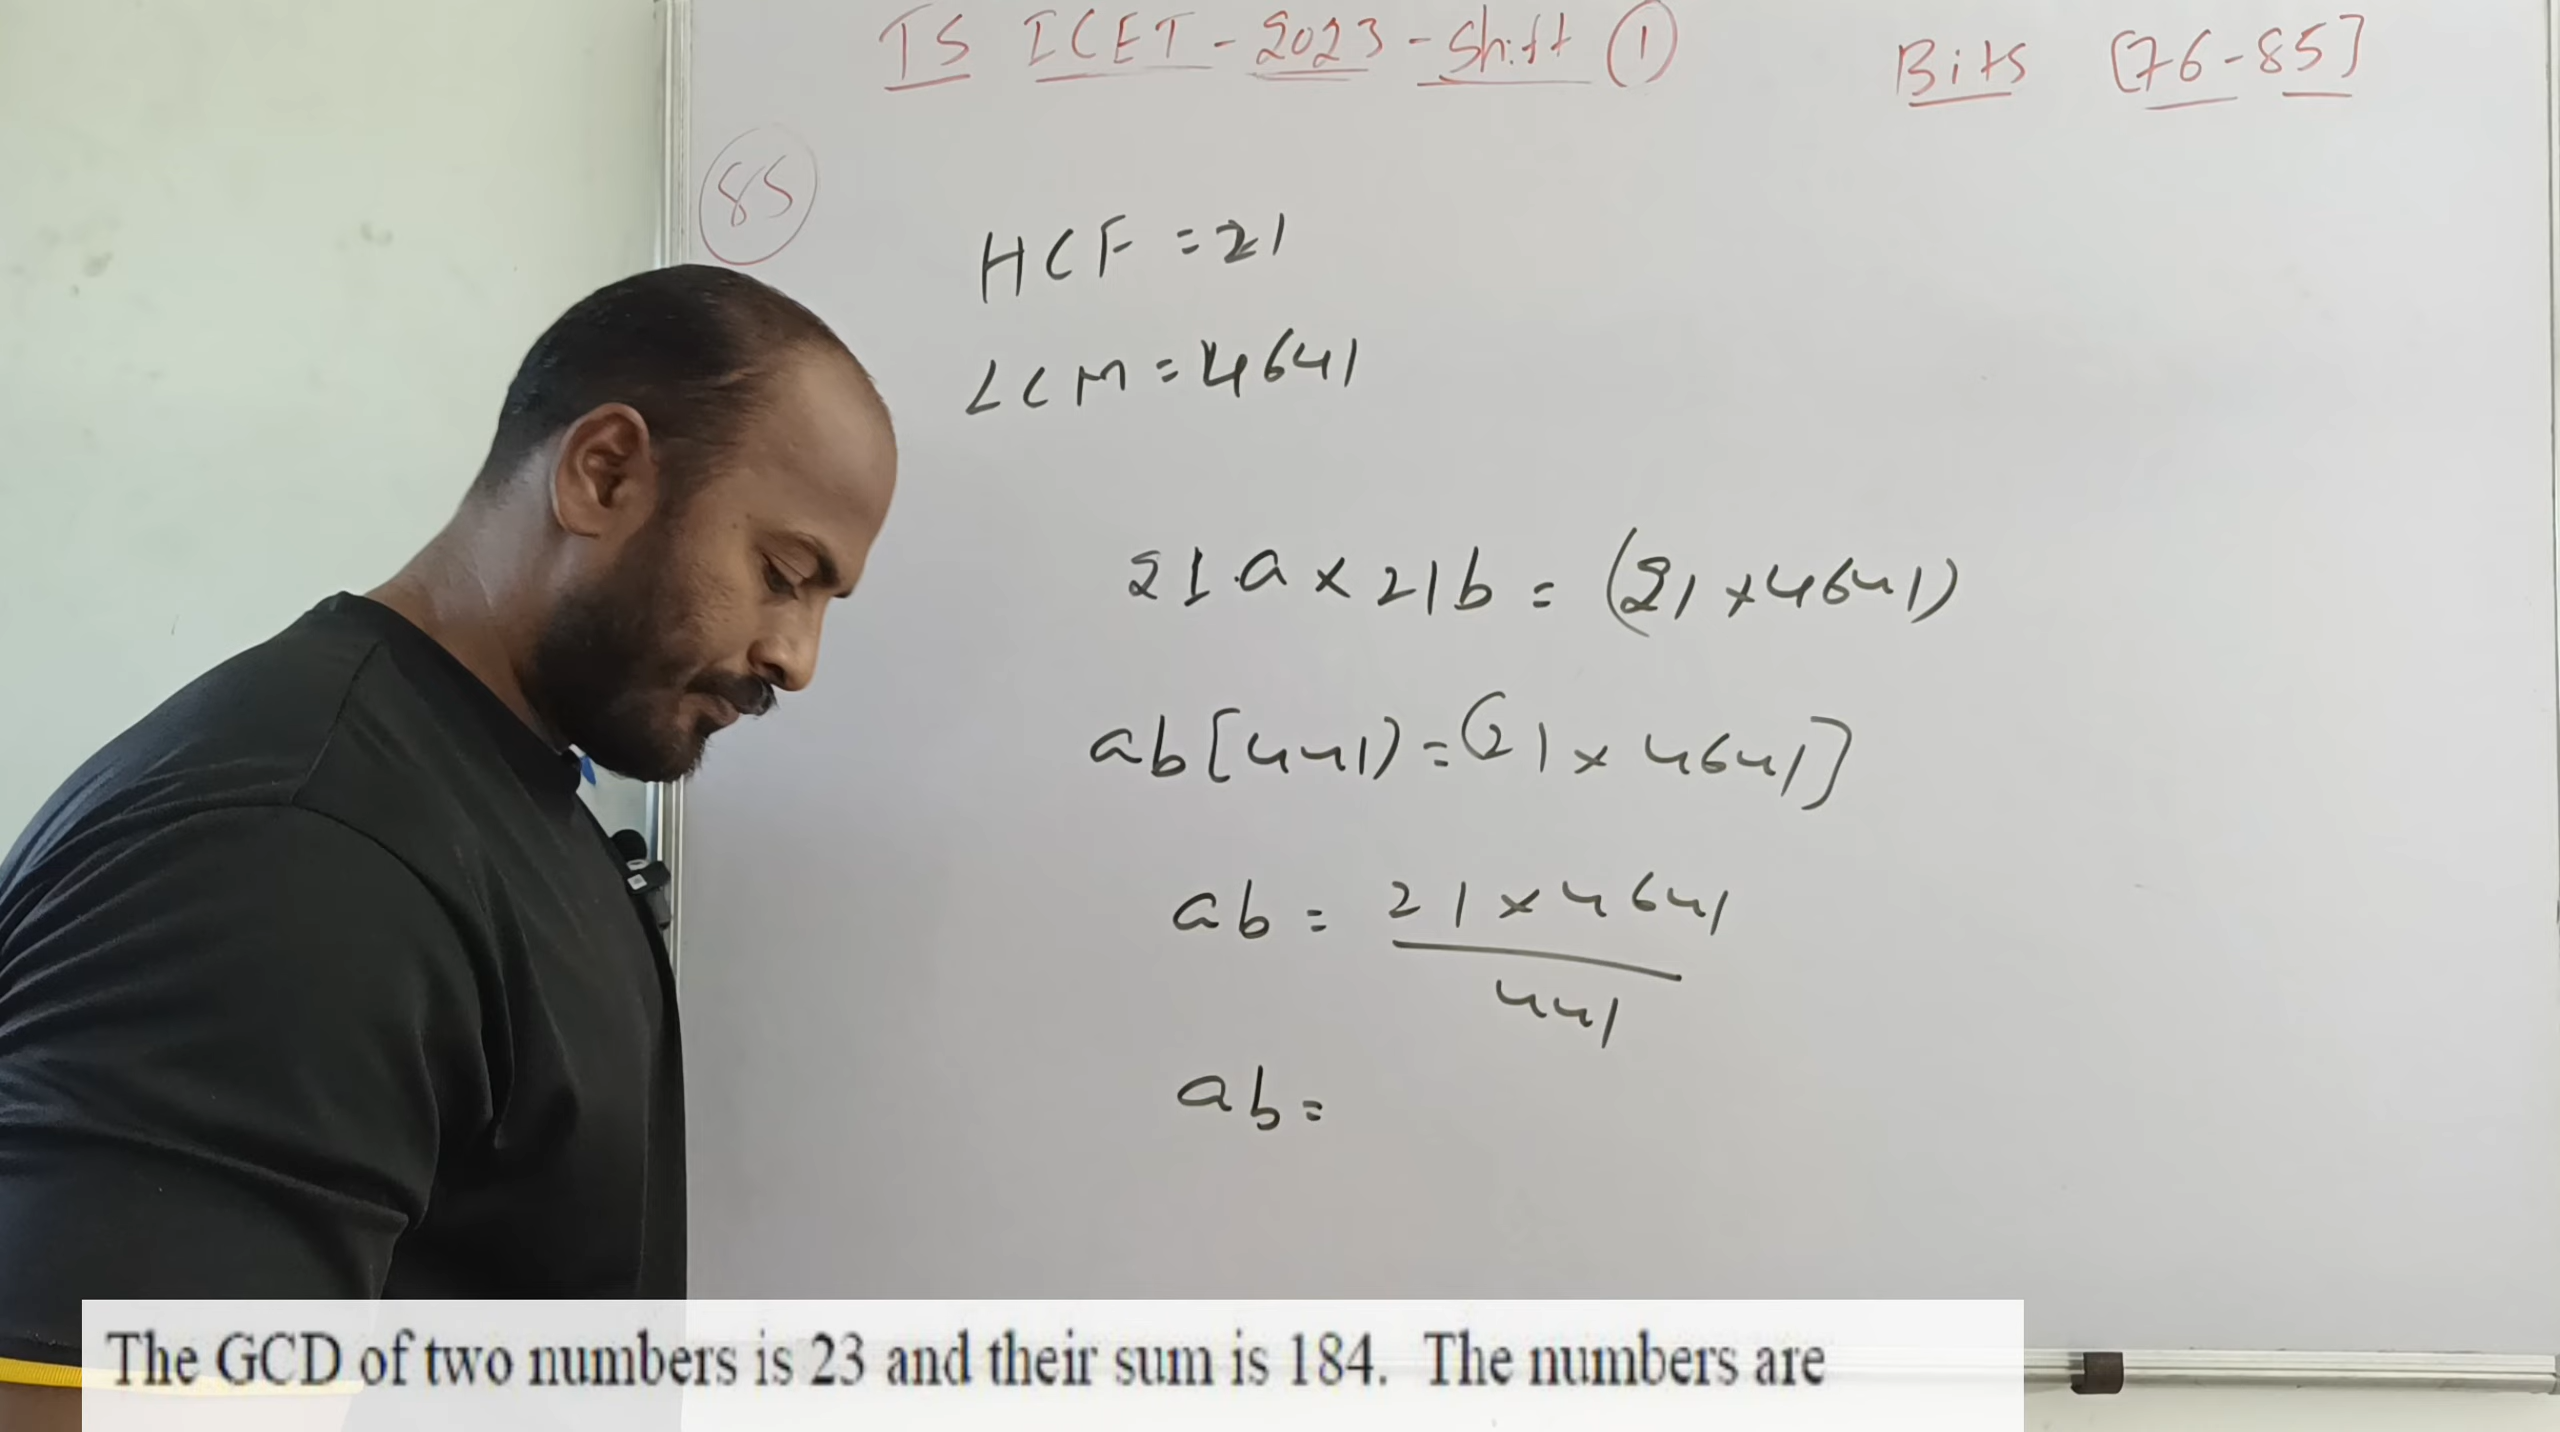 TS ICET - 2023 - Shift ① Bits [76-85]
85
HCF = 21
LCM = 4641
21a × 21b = (21 × 4641)
ab[441) = (21 × 4641]
ab = 21 × 4641
441
ab =
The GCD of two numbers is 23 and their sum is 184. The numbers are